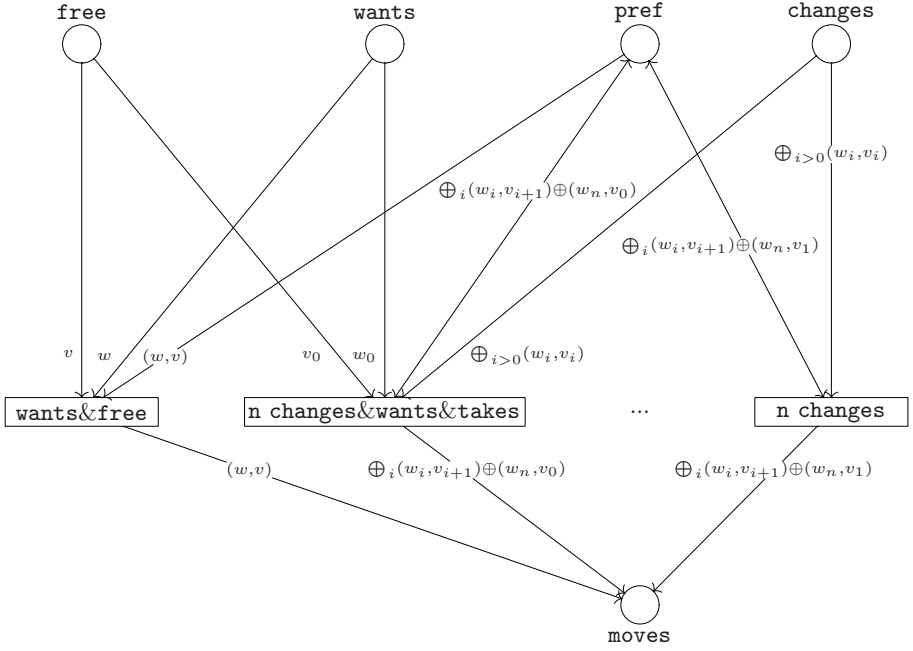 free wants pref changes
⊕ᵢ>₀(wᵢ,vᵢ)
⊕ᵢ(wᵢ,vᵢ₊₁)⊕(wₙ,v₀)
⊕ᵢ(wᵢ,vᵢ₊₁)⊕(wₙ,v₁)
v w (w,v) v₀ w₀ ⊕ᵢ>₀(wᵢ,vᵢ)
wants&free n changes&wants&takes ... n changes
(w,v) ⊕ᵢ(wᵢ,vᵢ₊₁)⊕(wₙ,v₀) ⊕ᵢ(wᵢ,vᵢ₊₁)⊕(wₙ,v₁)
moves